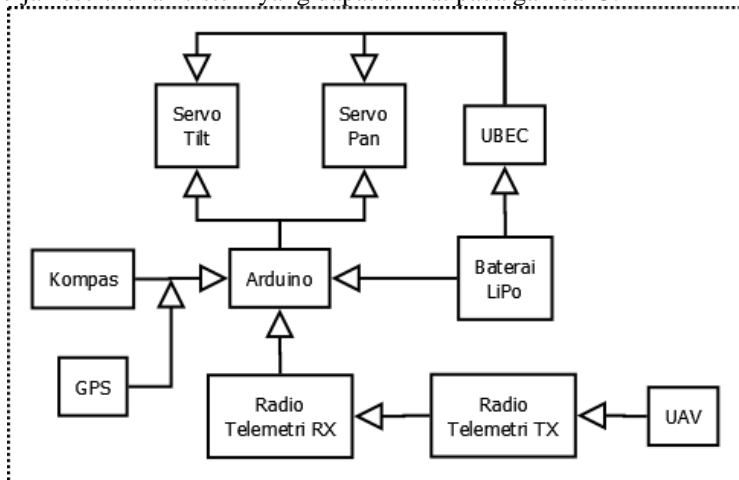 Servo
Tilt
Servo
Pan
UBEC
Kompas
Arduino
Baterai
LiPo
GPS
Radio
Telemetri RX
Radio
Telemetri TX
UAV